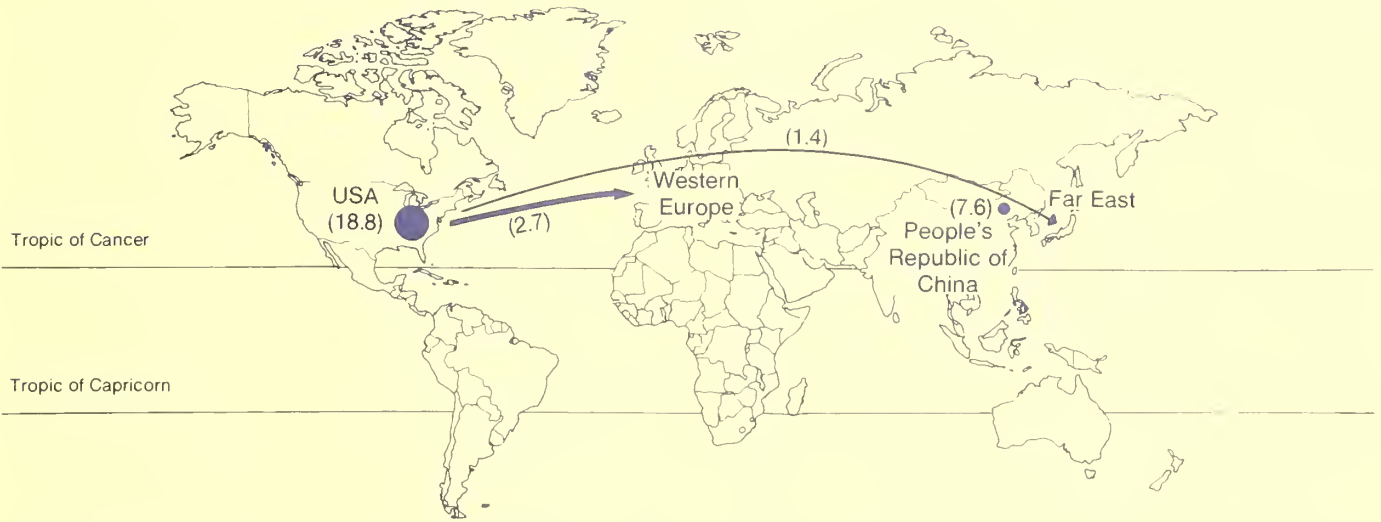 (1.4)
USA
(18.8)
(2.7)
Western
Europe
(7.6)
Far East
People's
Republic of
China
Tropic of Cancer
Tropic of Capricorn